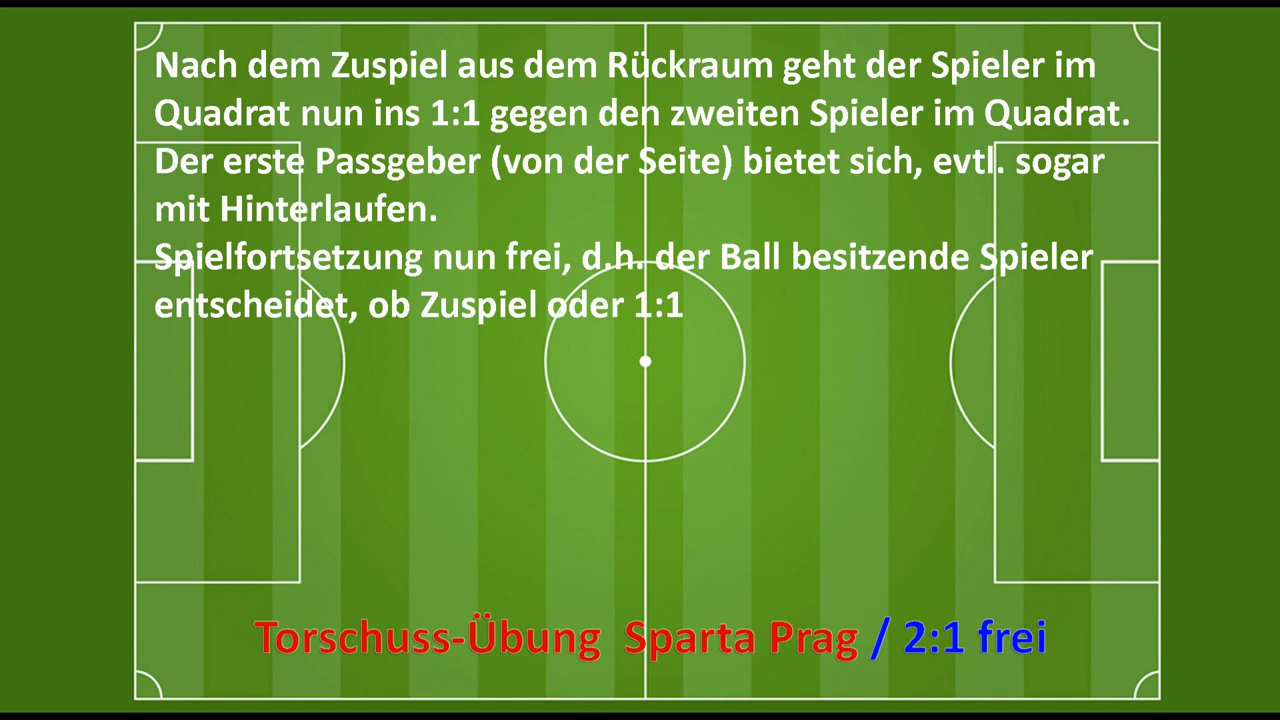 Nach dem Zuspiel aus dem Rückraum geht der Spieler im
Quadrat nun ins 1:1 gegen den zweiten Spieler im Quadrat.
Der erste Passgeber (von der Seite) bietet sich, evtl. sogar
mit Hinterlaufen.
Spielfortsetzung nun frei, d.h. der Ball besitzende Spieler
entscheidet, ob Zuspiel oder 1:1
Torschuss-Übung Sparta Prag / 2:1 frei